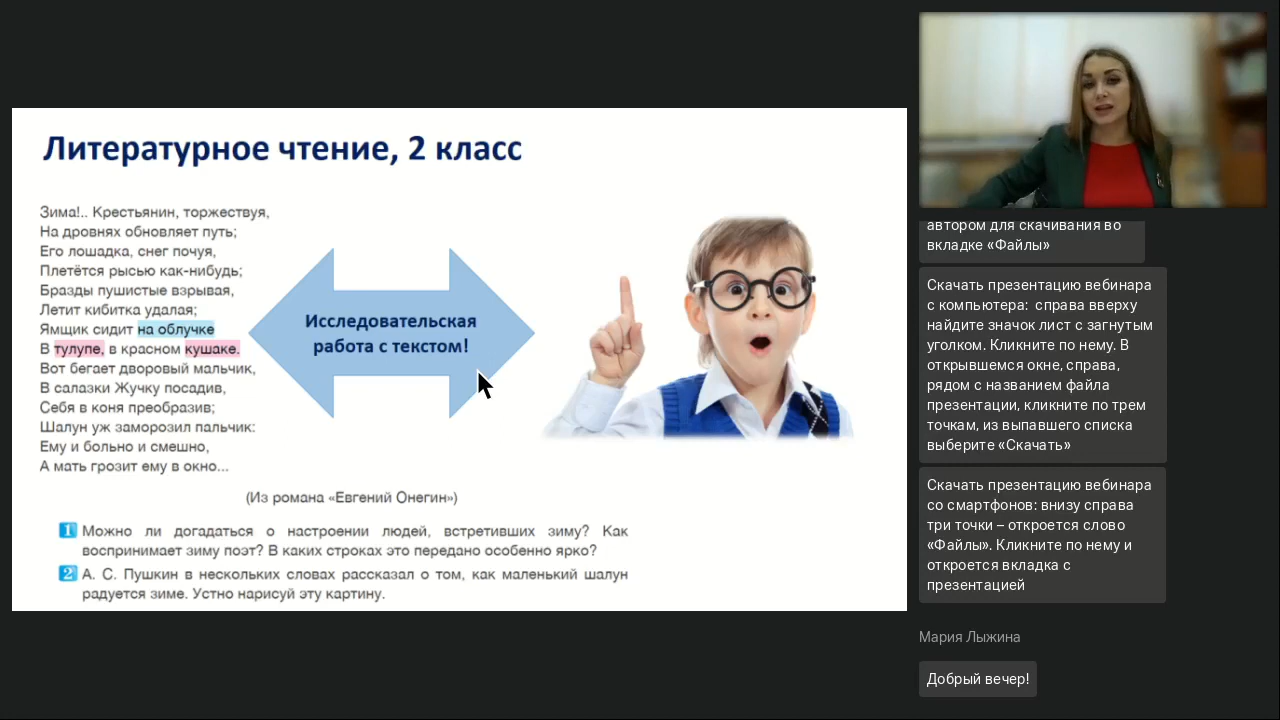 Литературное чтение, 2 класс
Зима!.. Крестьянин, торжествуя,
На дровнях обновляет путь;
Его лошадка, снег почуя,
Плетётся рысью как-нибудь;
Бразды пушистые взрывая,
Летит кибитка удалая;
Ямщик сидит на облучке
В тулупе, в красном кушаке.
Вот бегает дворовый мальчик,
В салазки Жучку посадив,
Себя в коня преобразив;
Шалун уж заморозил пальчик:
Ему и больно и смешно,
А мать грозит ему в окно...
(Из романа «Евгений Онегин»)
Исследовательская
работа с текстом!
1 Можно ли догадаться о настроении людей, встретивших зиму? Как
воспринимает зиму поэт? В каких строках это передано особенно ярко?
2 А. С. Пушкин в нескольких словах рассказал о том, как маленький шалун
радуется зиме. Устно нарисуй эту картину.
автором для скачивания во
вкладке «Файлы»
Скачать презентацию вебинара
с компьютера: справа вверху
найдите значок лист с загнутым
уголком. Кликните по нему. В
открывшемся окне, справа,
рядом с названием файла
презентации, кликните по трем
точкам, из выпавшего списка
выберите «Скачать»
Скачать презентацию вебинара
со смартфонов: внизу справа
три точки – откроется слово
«Файлы». Кликните по нему и
откроется вкладка с
презентацией
Мария Лыжина
Добрый вечер!